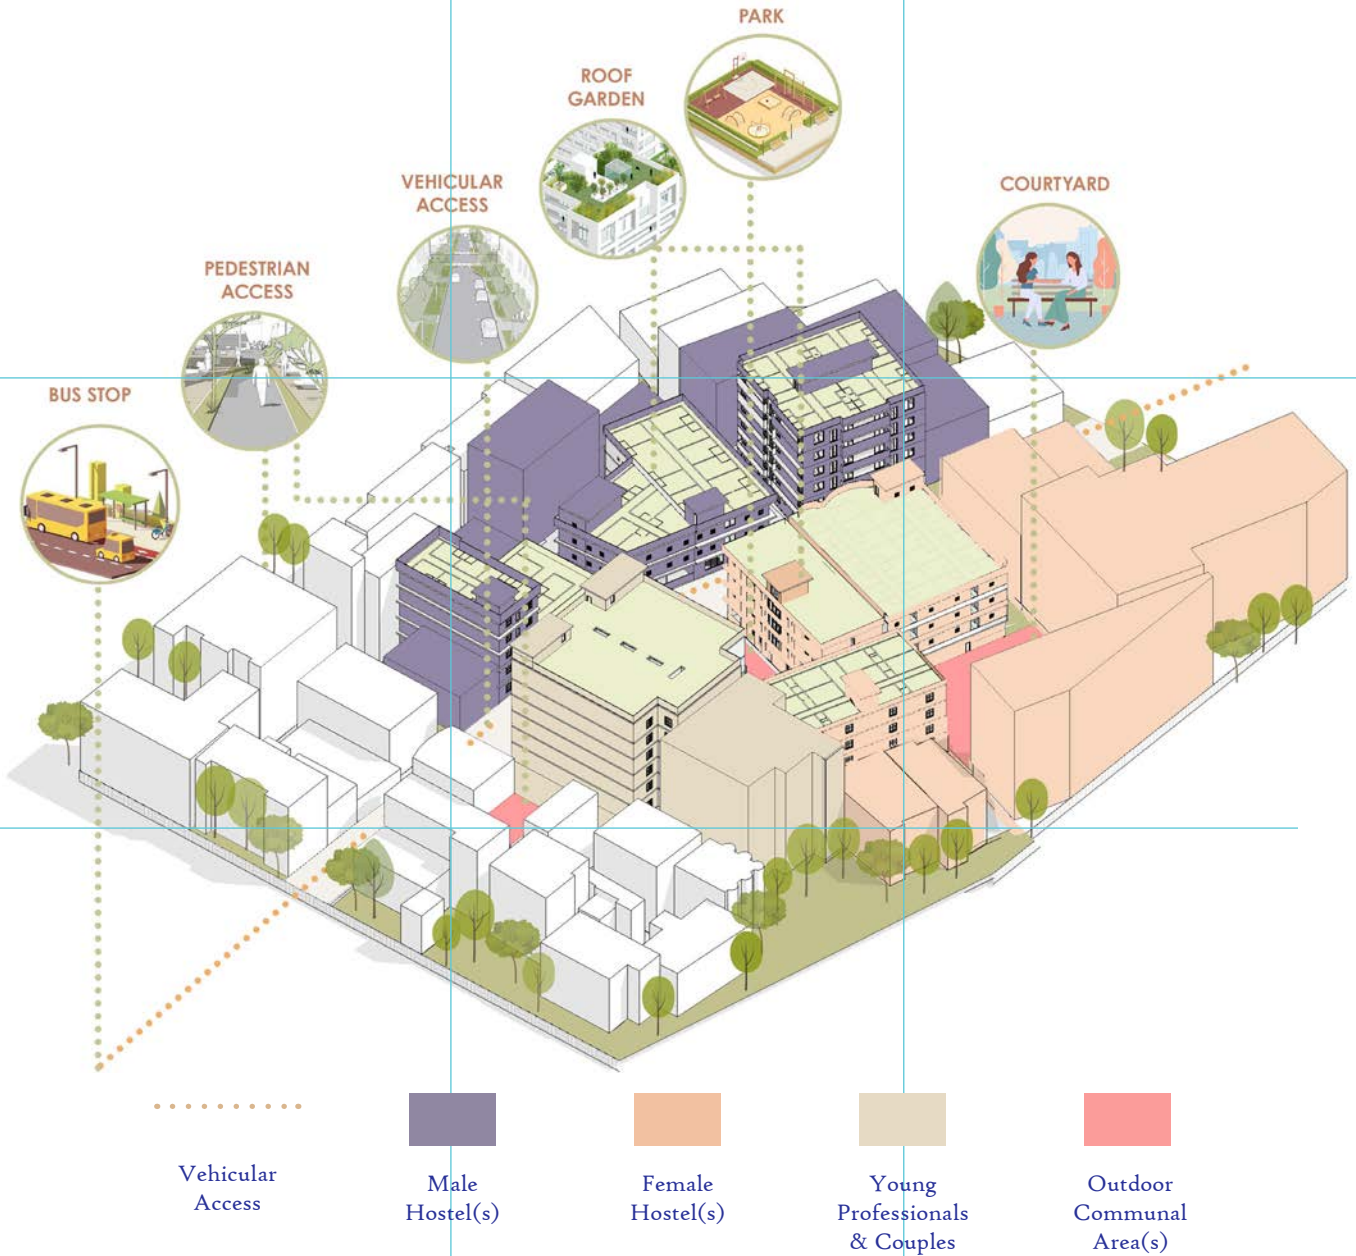 PARK
ROOF
GARDEN
VEHICULAR
ACCESS
COURTYARD
PEDESTRIAN
ACCESS
BUS STOP
Vehicular
Access
Male
Hostel(s)
Female
Hostel(s)
Young
Professionals
& Couples
Outdoor
Communal
Area(s)